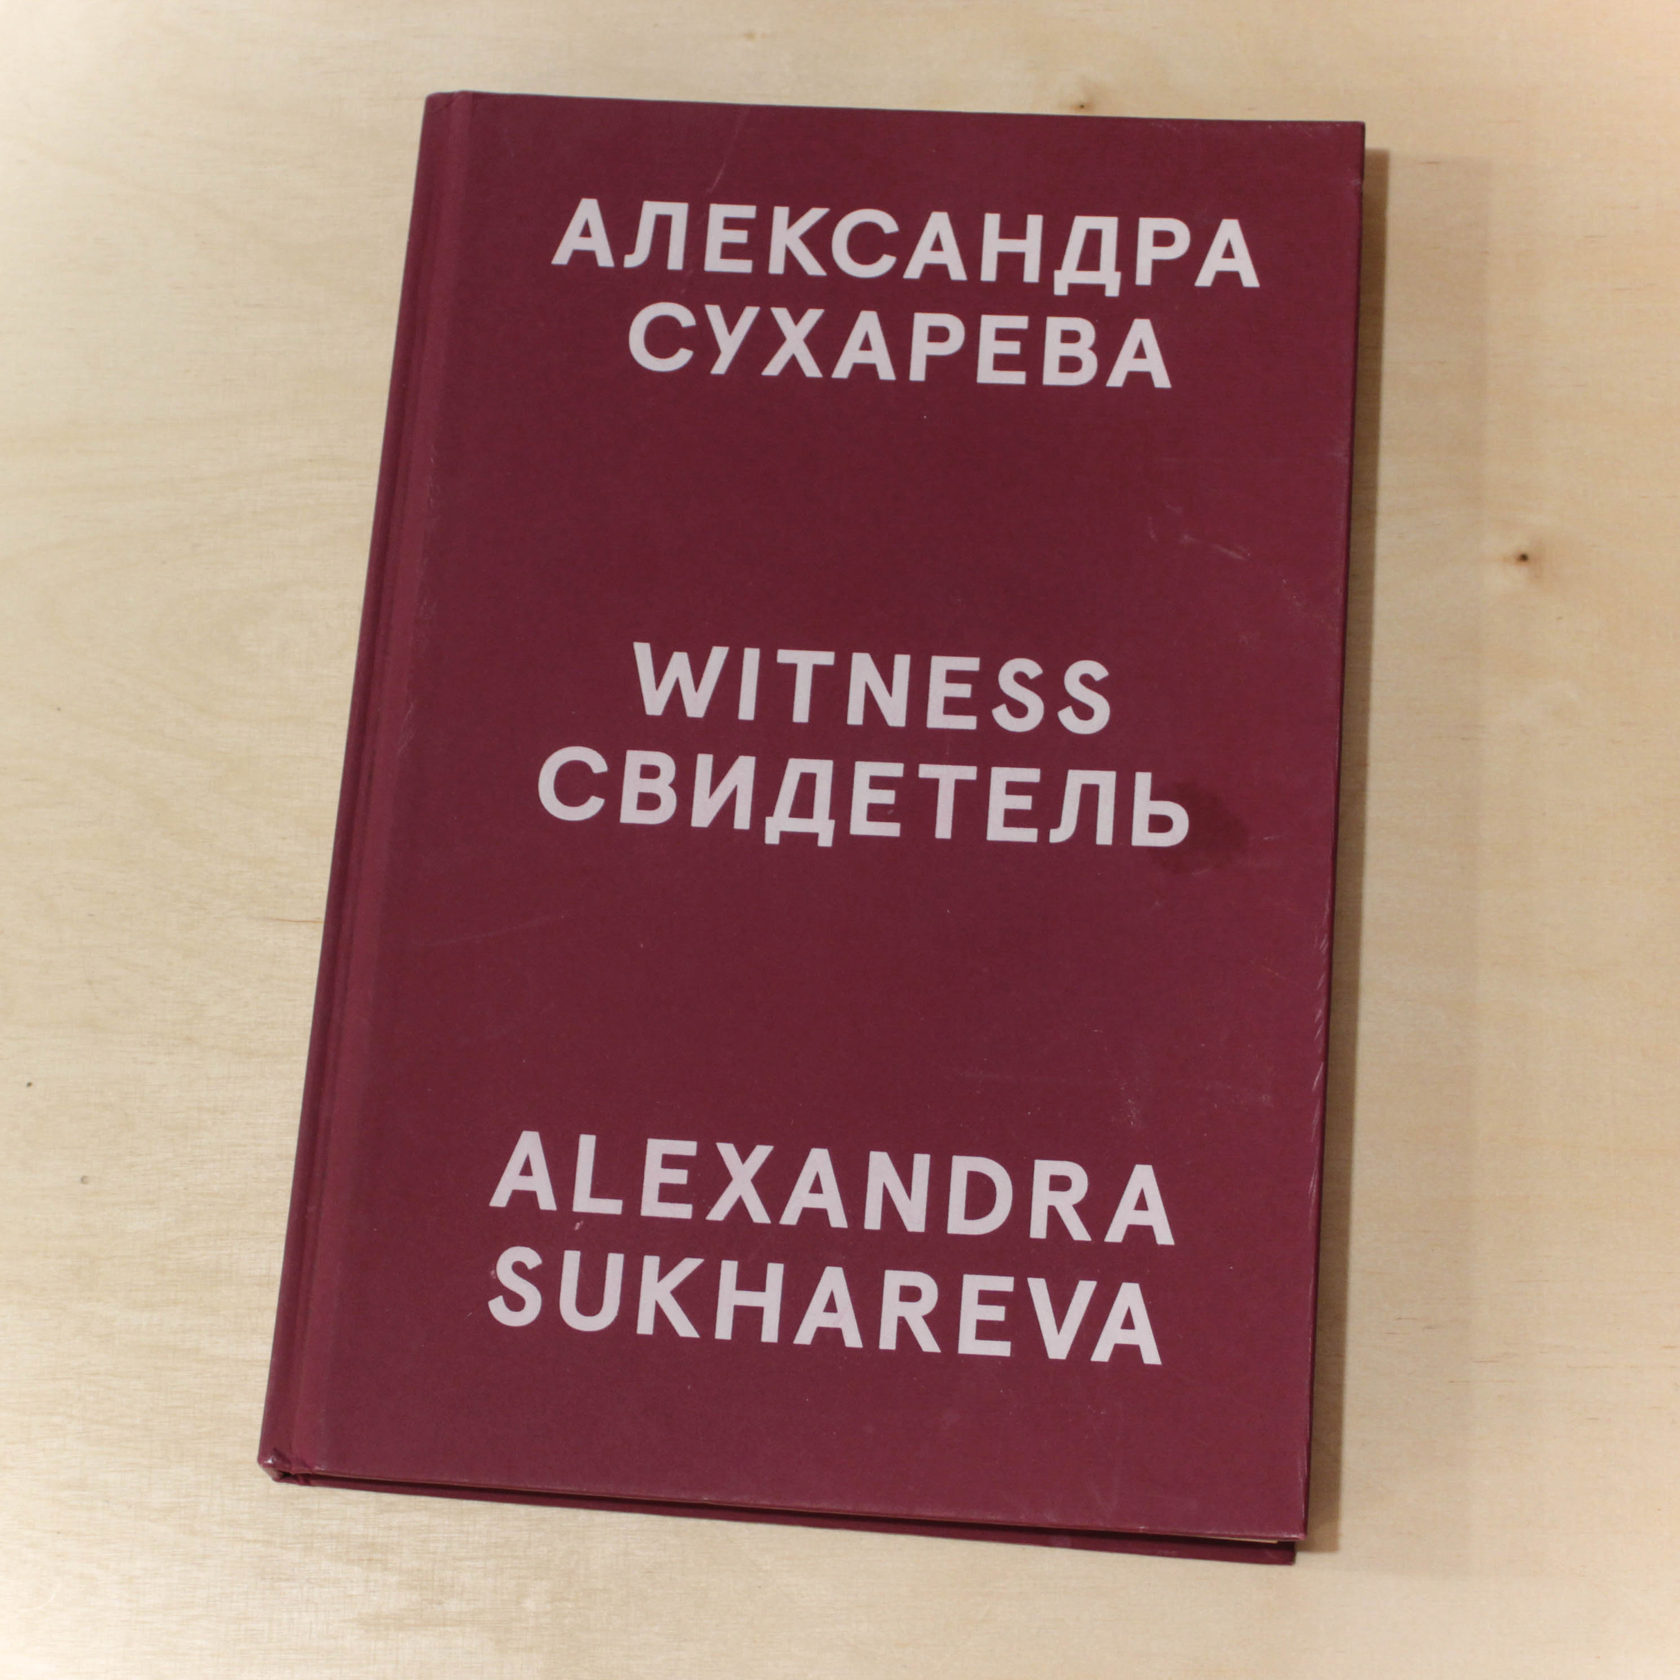 АЛЕКСАНДРА
СУХАРЕВА
WITNESS
СВИДЕТЕЛЬ
ALEXANDRA
SUKHAREVA